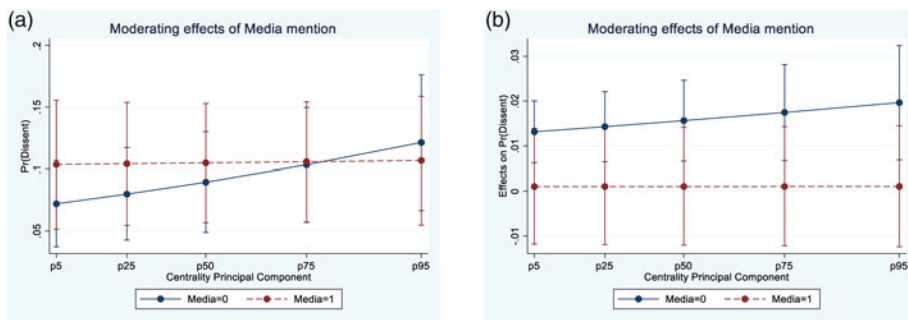 (a)
Moderating effects of Media mention
Pr(Dissent)
.2
.15
.1
.05
p5 p25 p50 p75 p95
Centrality Principal Component
Media=0 Media=1
(b)
Moderating effects of Media mention
Effects on Pr(Dissent)
.03
.02
.01
0
-.01
p5 p25 p50 p75 p95
Centrality Principal Component
Media=0 Media=1